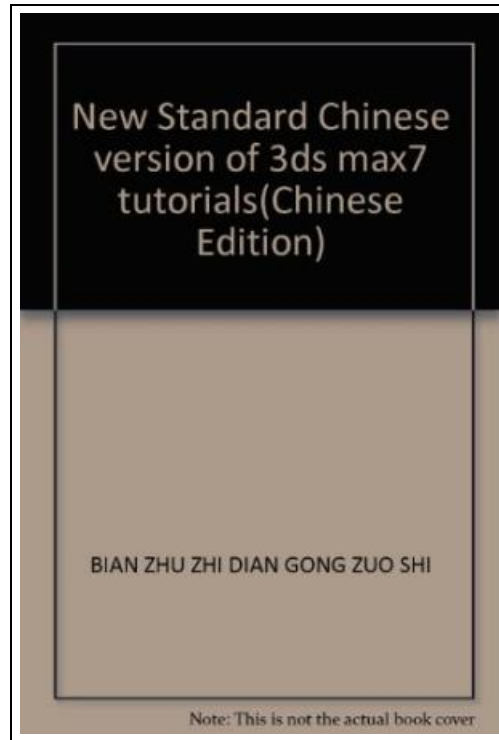 New Standard Chinese
version of 3ds max7
tutorials(Chinese
Edition)
BIAN ZHU ZHI DIAN GONG ZUO SHI
Note: This is not the actual book cover